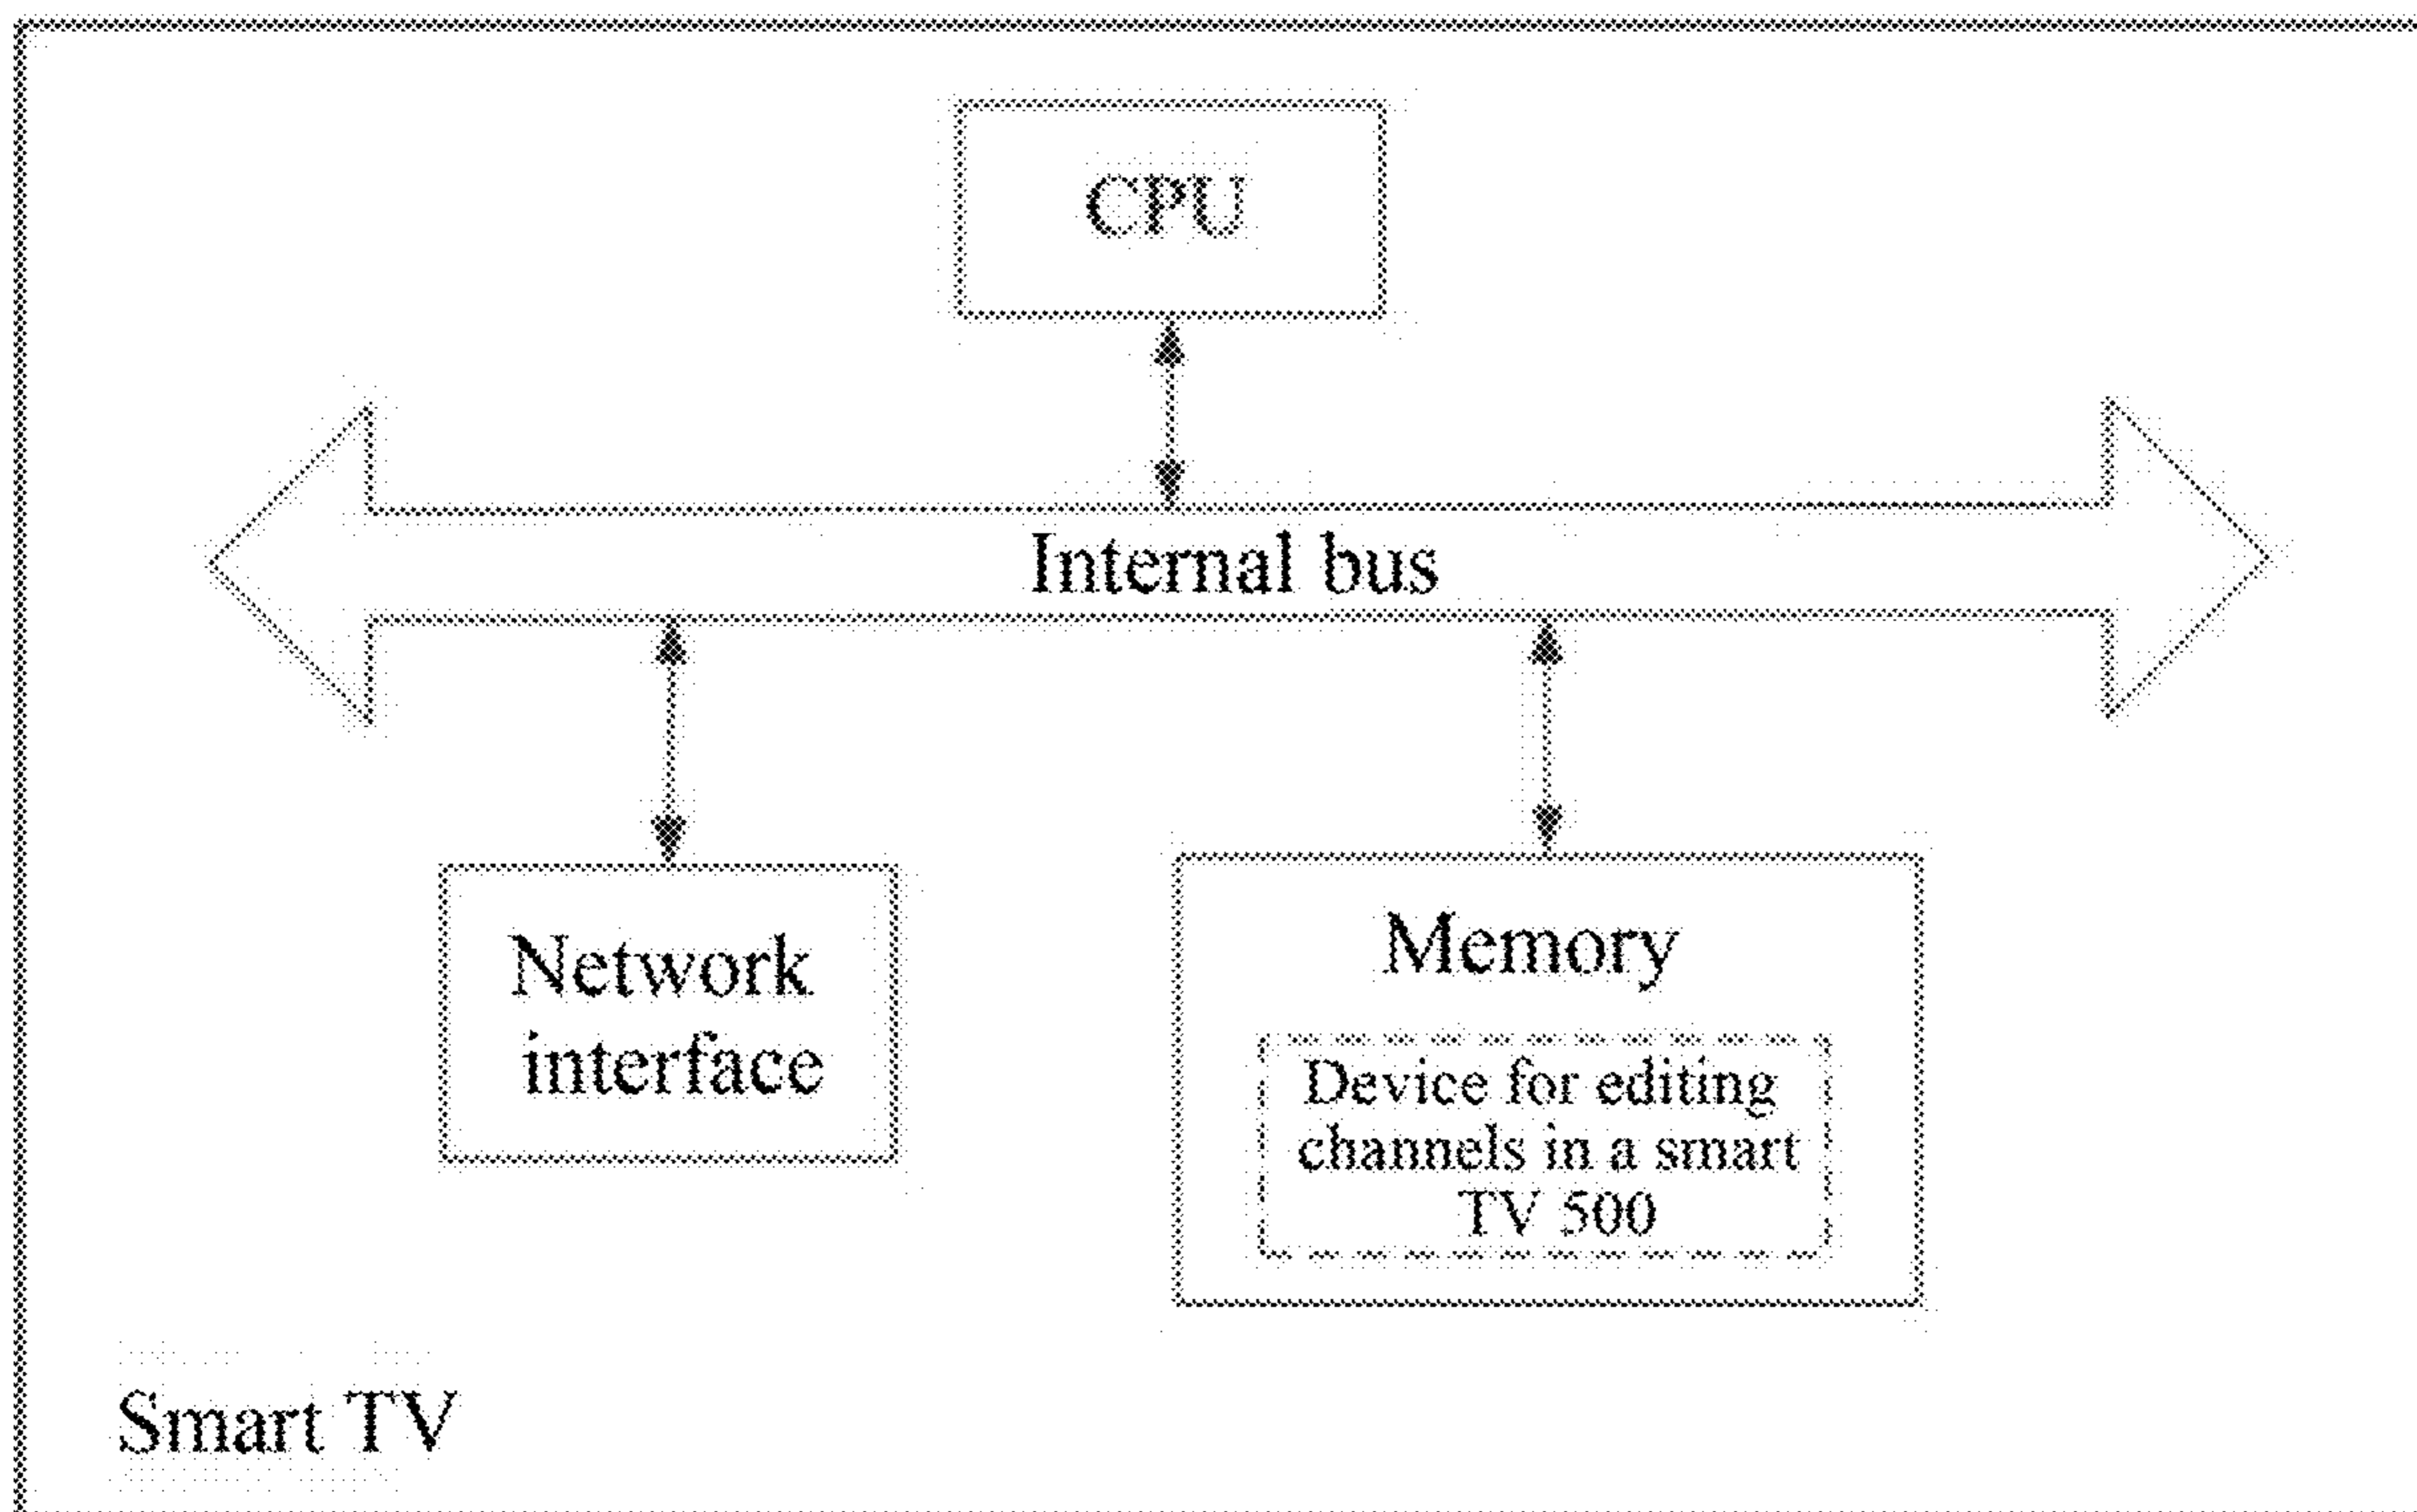 CPU
Internal bus
Network
interface
Memory
Device for editing
channels in a smart
TV 500
Smart TV